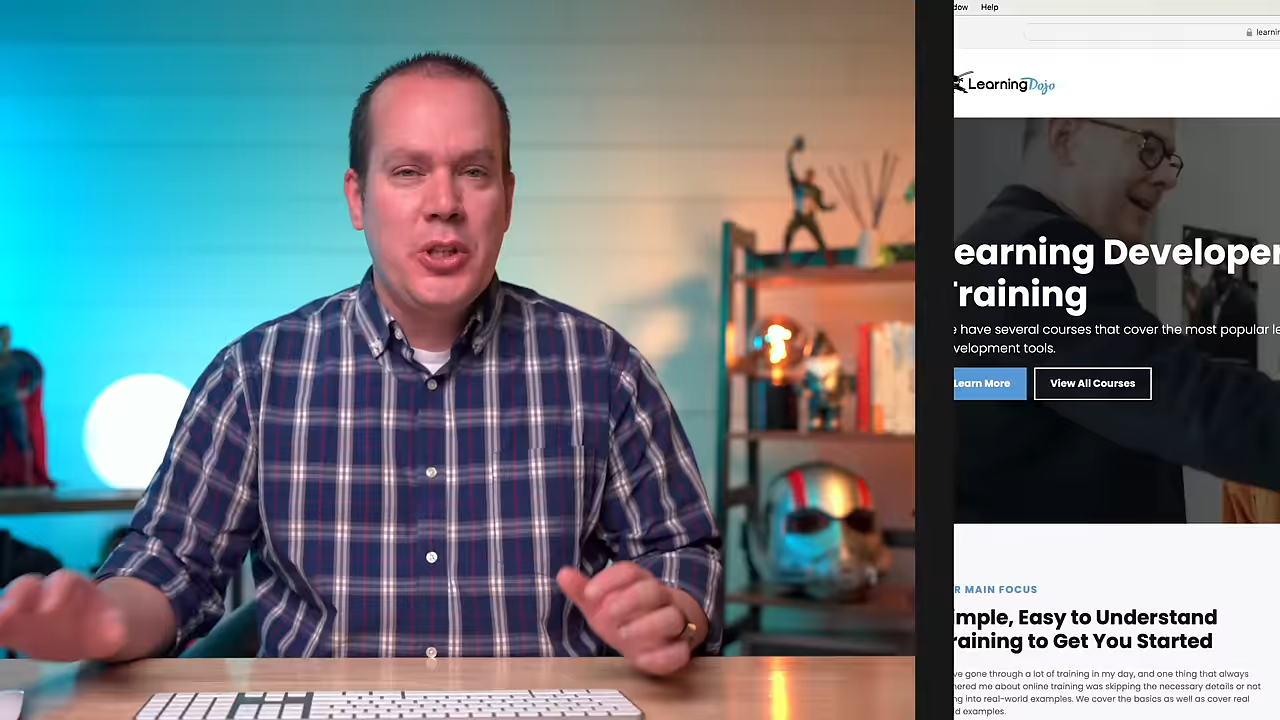 Help
LearningDojo
earning Developer
raining
have several courses that cover the most popular
velopment tools.
Learn More
View All Courses
R MAIN FOCUS
mple, Easy to Understand
raining to Get You Started
ve gone through a lot of training in my day, and one thing that always
hered me about online training was skipping the necessary details or not
ng into real-world examples. We cover the basics as well as cover real
d examples.